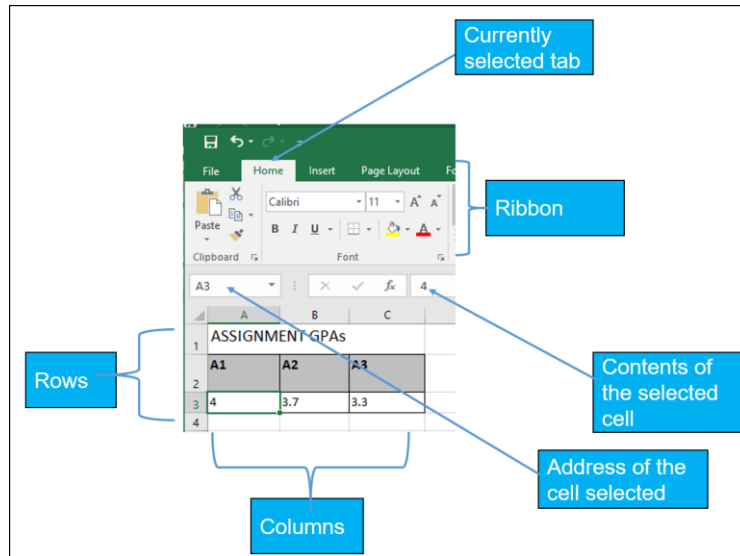 Currently
selected tab
File Home Insert Page Layout Fo
Calibri 11 A A
Paste
B I U A
Clipboard Font
Ribbon
A3 fx 4
A B C
1 ASSIGNMENT GPAs
2 A1 A2 A3
3 4 3.7 3.3
4
Rows
Contents of
the selected
cell
Address of the
cell selected
Columns